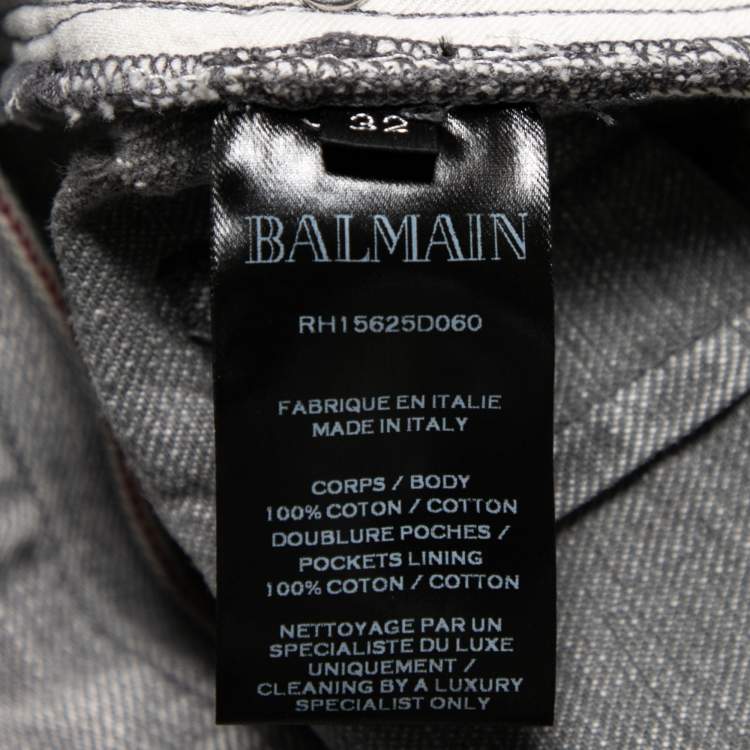 32
BALMAIN
RH15625D060
FABRIQUE EN ITALIE
MADE IN ITALY
CORPS / BODY
100% COTON / COTTON
DOUBLURE POCHES /
POCKETS LINING
100% COTON / COTTON
NETTOYAGE PAR UN
SPECIALISTE DU LUXE
UNIQUEMENT /
CLEANING BY A LUXURY
SPECIALIST ONLY